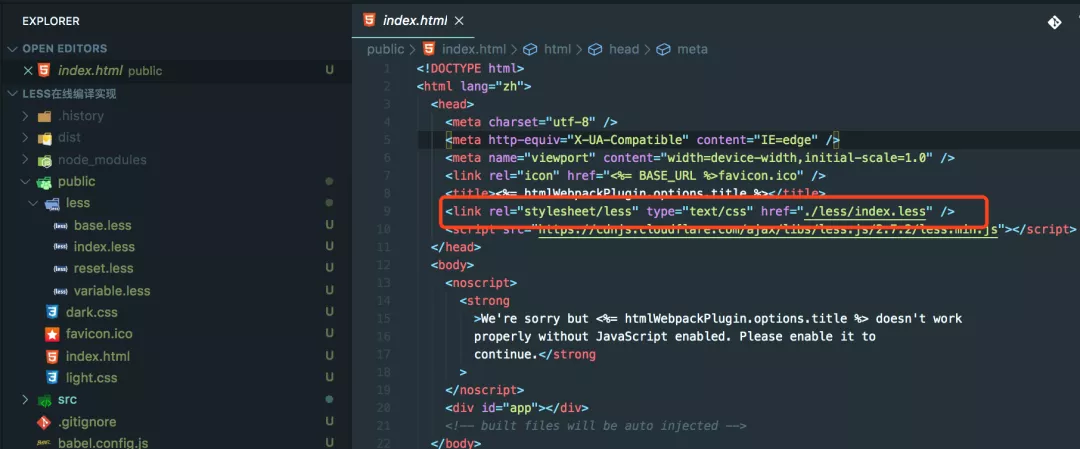 EXPLORER
OPEN EDITORS
index.html public U
LESS在线编译实现
.history
dist
node_modules
public
less
base.less U
index.less U
reset.less U
variable.less U
dark.css U
favicon.ico U
index.html U
light.css U
src
.gitignore U
babel.config.js U
index.html
public > index.html > html > head > meta
1 <!DOCTYPE html>
2 <html lang="zh">
3 <head>
4 <meta charset="utf-8" />
5 <meta http-equiv="X-UA-Compatible" content="IE=edge" />
6 <meta name="viewport" content="width=device-width,initial-scale=1.0" />
7 <link rel="icon" href="<%= BASE_URL %>favicon.ico" />
8 <title><%= htmlWebpackPlugin.options.title %></title>
9 <link rel="stylesheet/less" type="text/css" href="./less/index.less" />
10 <script src="https://cdnjs.cloudflare.com/ajax/libs/less.js/2.7.2/less.min.js"></script>
11 </head>
12 <body>
13 <noscript>
14 <strong
15 >We're sorry but <%= htmlWebpackPlugin.options.title %> doesn't work
16 properly without JavaScript enabled. Please enable it to
17 continue.</strong
18 >
19 </noscript>
20 <div id="app"></div>
21 <!-- built files will be auto injected -->
22 </body>